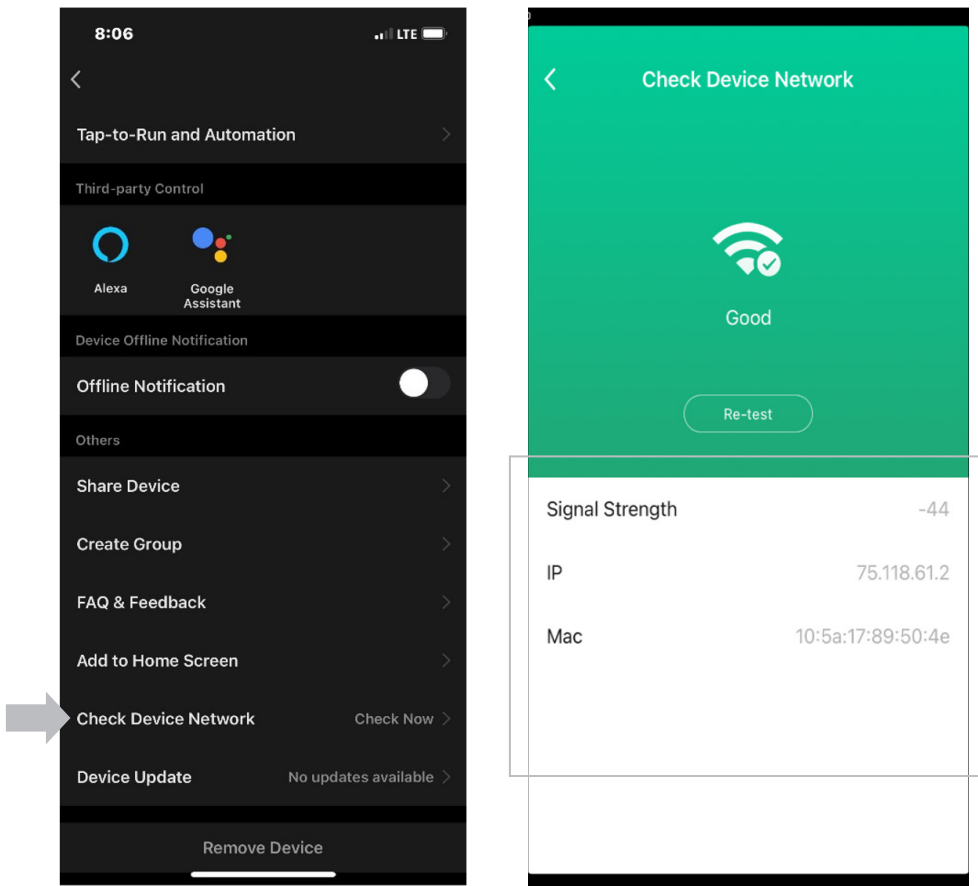 8:06
LTE
Tap-to-Run and Automation
Third-party Control
Alexa
Google
Assistant
Device Offline Notification
Offline Notification
Others
Share Device
Create Group
FAQ & Feedback
Add to Home Screen
Check Device Network Check Now
Device Update No updates available
Remove Device
Check Device Network
Good
Re-test
Signal Strength -44
IP 75.118.61.2
Mac 10:5a:17:89:50:4e